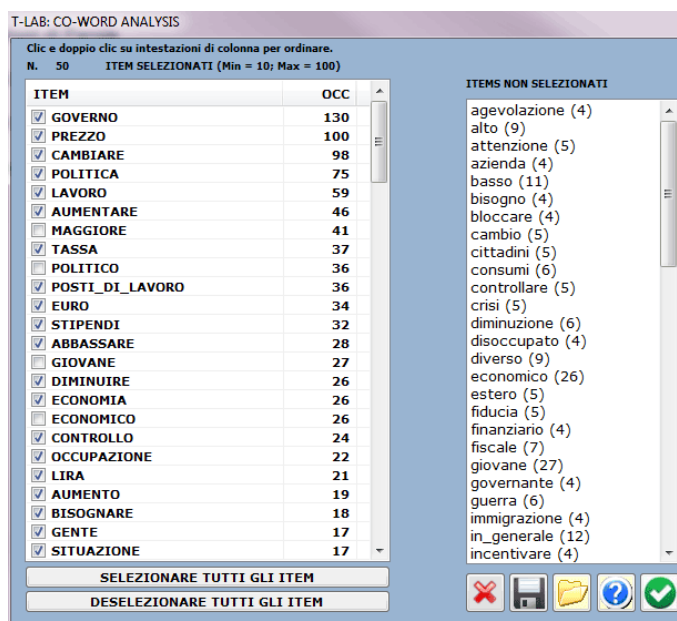 T-LAB: CO-WORD ANALYSIS
Clic e doppio clic su intestazioni di colonna per ordinare.
N. 50 ITEM SELEZIONATI (Min = 10; Max = 100)
ITEM OCC
GOVERNO 130
PREZZO 100
CAMBIARE 98
POLITICA 75
LAVORO 59
AUMENTARE 46
MAGGIORE 41
TASSA 37
POLITICO 36
POSTI_DI_LAVORO 36
EURO 34
STIPENDI 32
ABBASSARE 28
GIOVANE 27
DIMINUIRE 26
ECONOMIA 26
ECONOMICO 26
CONTROLLO 24
OCCUPAZIONE 22
LIRA 21
AUMENTO 19
BISOGNARE 18
GENTE 17
SITUAZIONE 17
SELEZIONARE TUTTI GLI ITEM
DESELEZIONARE TUTTI GLI ITEM
ITEMS NON SELEZIONATI
agevolazione (4)
alto (9)
attenzione (5)
azienda (4)
basso (11)
bisogno (4)
bloccare (4)
cambio (5)
cittadini (5)
consumi (6)
controllare (5)
crisi (5)
diminuzione (6)
disoccupato (4)
diverso (9)
economico (26)
estero (5)
fiducia (5)
finanziario (4)
fiscale (7)
giovane (27)
governante (4)
guerra (6)
immigrazione (4)
in_generale (12)
incentivare (4)